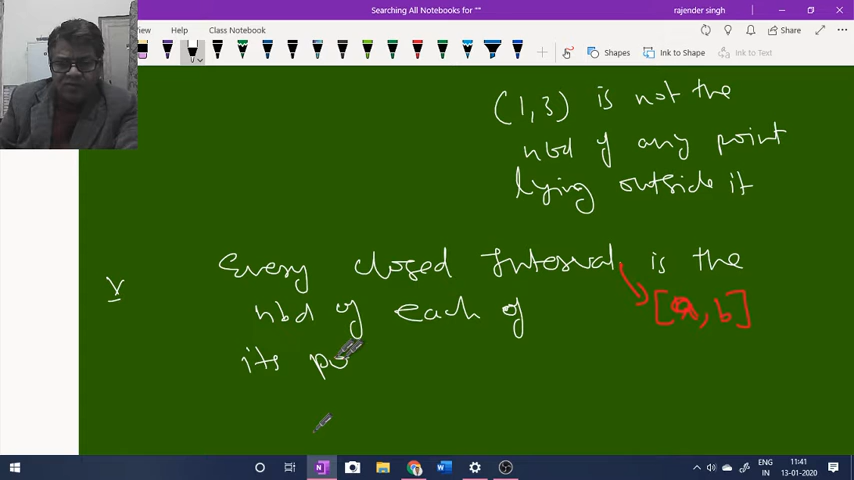 Searching All Notebooks for ""
rajender singh
View
Help
Class Notebook
Share
Shapes
Ink to Shape
Ink to Text
(1,3) is not the
nbd of any point
lying outside it
V
Every closed Interval is the
nbd of each of
[a, b]
its po
ENG
IN
11:41
13-01-2020